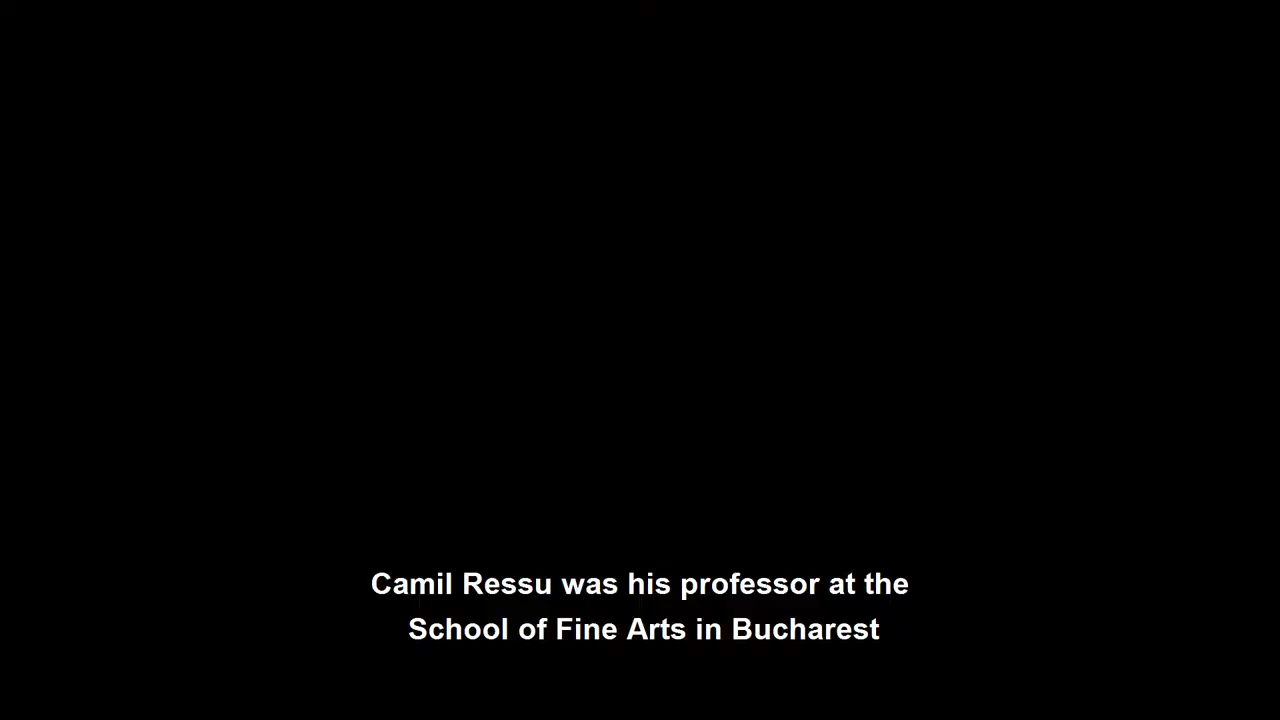 Camil Ressu was his professor at the
School of Fine Arts in Bucharest